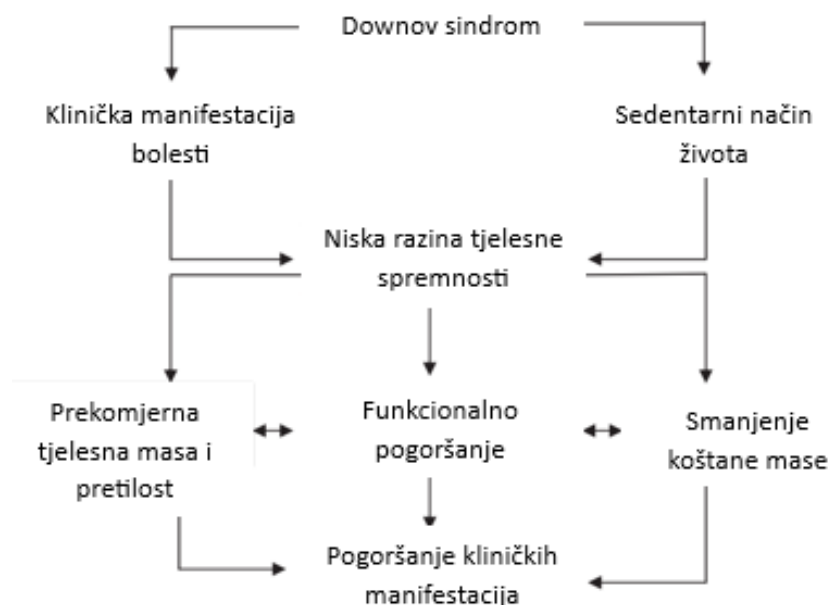 Downov sindrom
Klinička manifestacija
bolesti
Sedentarni način
života
Niska razina tjelesne
spremnosti
Prekomjerna
tjelesna masa i
pretilost
Funkcionalno
pogoršanje
Smanjenje
koštane mase
Pogoršanje kliničkih
manifestacija